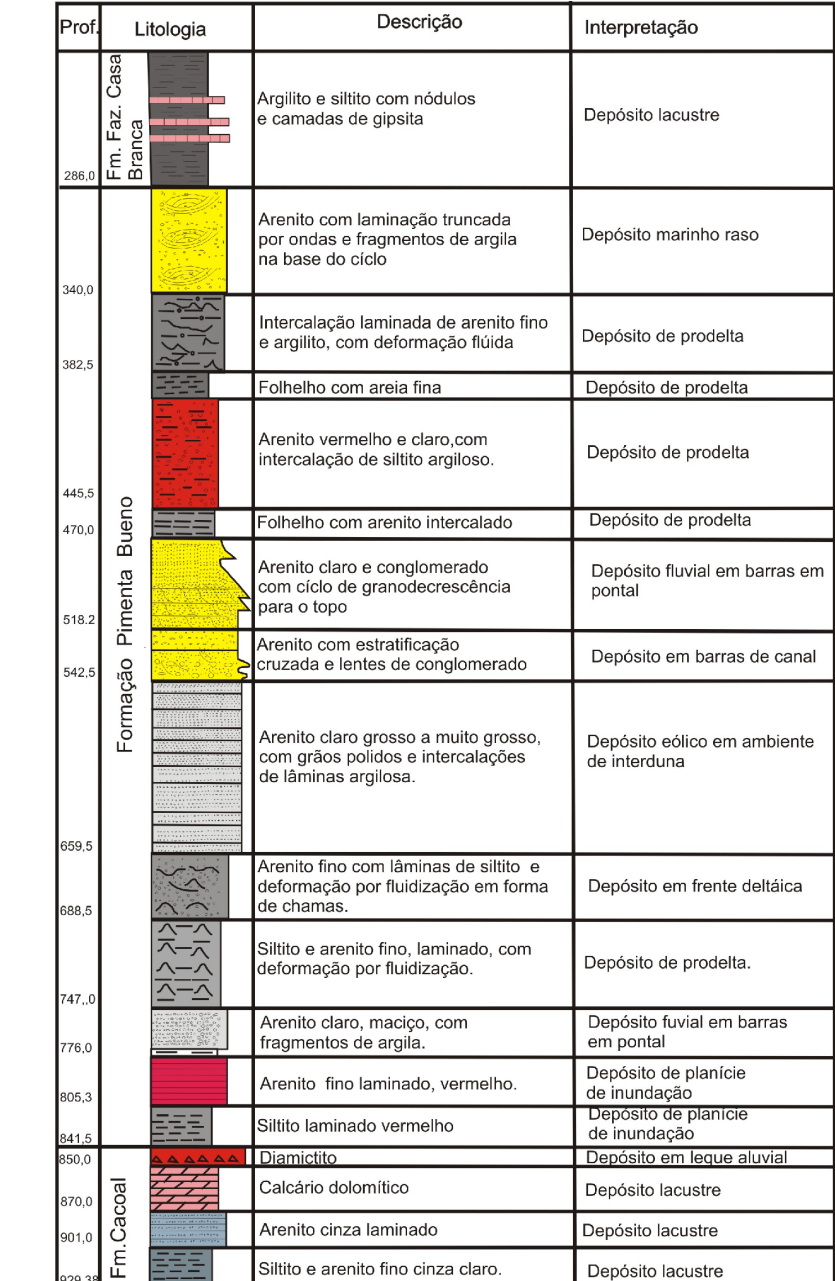 Prof.
Litologia
Descrição
Interpretação
Fm. Faz. Casa
Branca
Argilito e siltito com nódulos
e camadas de gipsita
Depósito lacustre
286,0
Formação Pimenta Bueno
Arenito com laminação truncada
por ondas e fragmentos de argila
na base do cíclo
Depósito marinho raso
340,0
Intercalação laminada de arenito fino
e argilito, com deformação flúida
Depósito de prodelta
382,5
Folhelho com areia fina
Depósito de prodelta
Arenito vermelho e claro,com
intercalação de siltito argiloso.
Depósito de prodelta
445,5
Folhelho com arenito intercalado
Depósito de prodelta
470,0
Arenito claro e conglomerado
com cíclo de granodecrescência
para o topo
Depósito fluvial em barras em
pontal
518.2
Arenito com estratificação
cruzada e lentes de conglomerado
Depósito em barras de canal
542,5
Arenito claro grosso a muito grosso,
com grãos polidos e intercalações
de lâminas argilosa.
Depósito eólico em ambiente
de interduna
659,5
Arenito fino com lâminas de siltito e
deformação por fluidização em forma
de chamas.
Depósito em frente deltáica
688,5
Siltito e arenito fino, laminado, com
deformação por fluidização.
Depósito de prodelta.
747,.0
Arenito claro, maciço, com
fragmentos de argila.
Depósito fuvial em barras
em pontal
776,0
Arenito fino laminado, vermelho.
Depósito de planície
de inundação
805,3
Siltito laminado vermelho
Depósito de planície
de inundação
841,5
Fm.Cacoal
850,0
Diamictito
Depósito em leque aluvial
Calcário dolomítico
Depósito lacustre
870,0
Arenito cinza laminado
Depósito lacustre
901,0
Siltito e arenito fino cinza claro.
Depósito lacustre
929,38